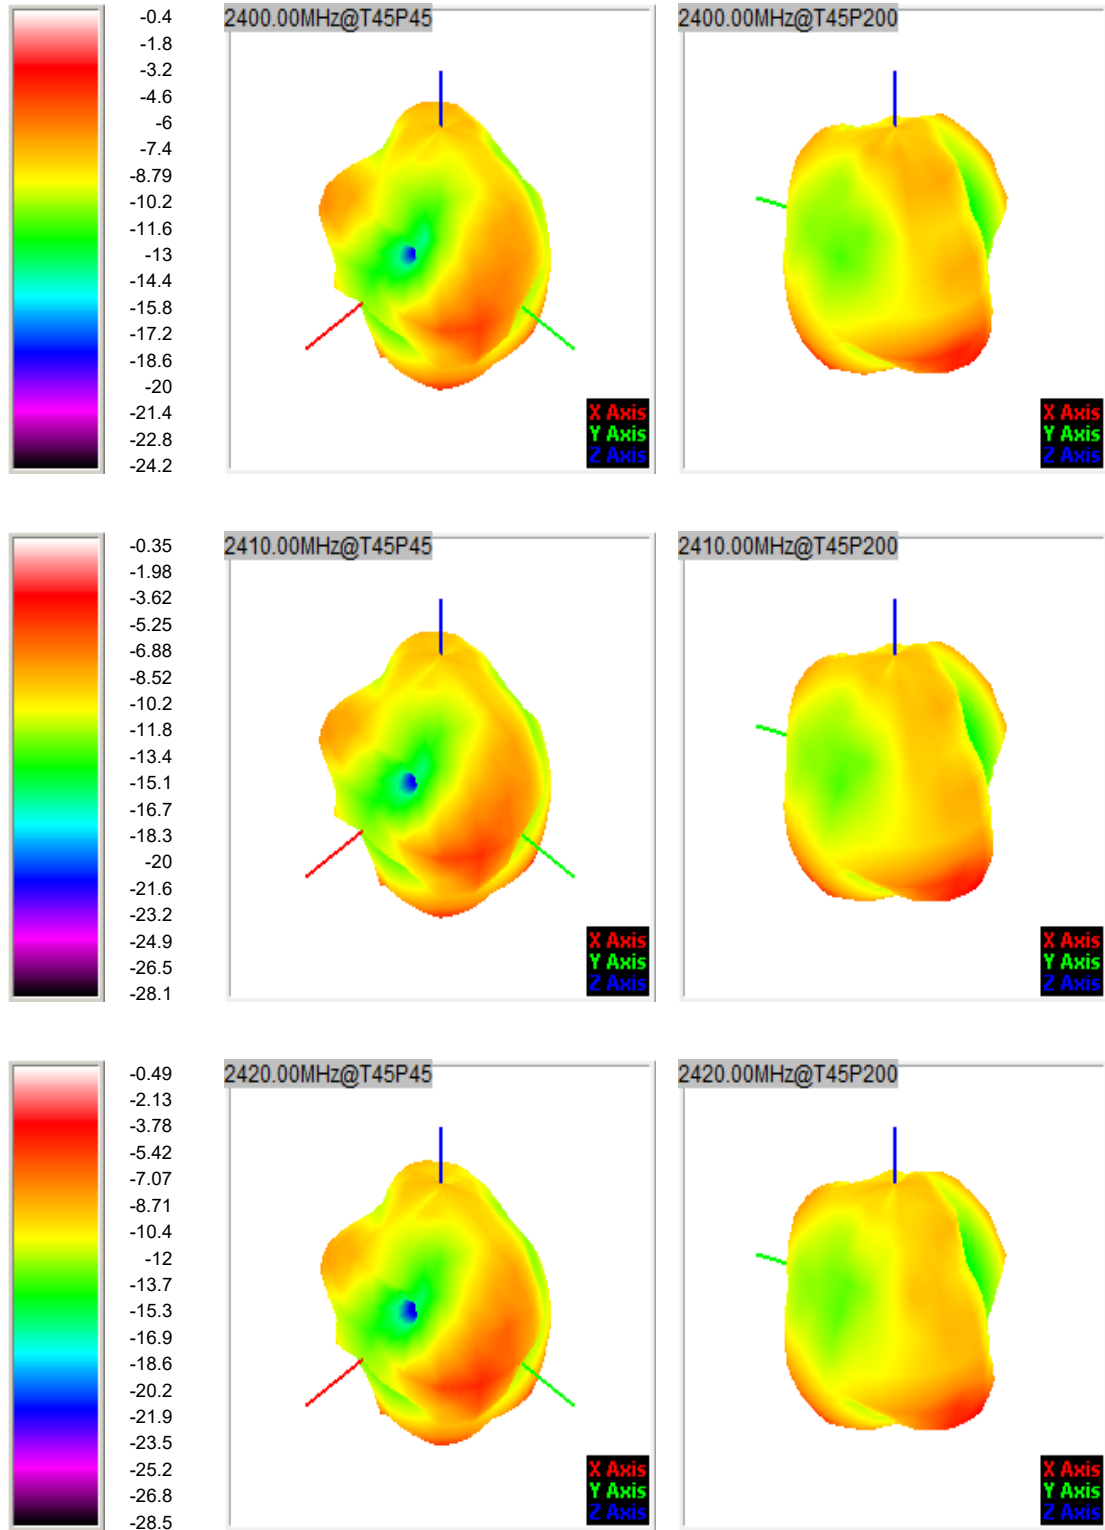 -0.4
-1.8
-3.2
-4.6
-6
-7.4
-8.79
-10.2
-11.6
-13
-14.4
-15.8
-17.2
-18.6
-20
-21.4
-22.8
-24.2
2400.00MHz@T45P45
X Axis
Y Axis
Z Axis
2400.00MHz@T45P200
X Axis
Y Axis
Z Axis
-0.35
-1.98
-3.62
-5.25
-6.88
-8.52
-10.2
-11.8
-13.4
-15.1
-16.7
-18.3
-20
-21.6
-23.2
-24.9
-26.5
-28.1
2410.00MHz@T45P45
X Axis
Y Axis
Z Axis
2410.00MHz@T45P200
X Axis
Y Axis
Z Axis
-0.49
-2.13
-3.78
-5.42
-7.07
-8.71
-10.4
-12
-13.7
-15.3
-16.9
-18.6
-20.2
-21.9
-23.5
-25.2
-26.8
-28.5
2420.00MHz@T45P45
X Axis
Y Axis
Z Axis
2420.00MHz@T45P200
X Axis
Y Axis
Z Axis